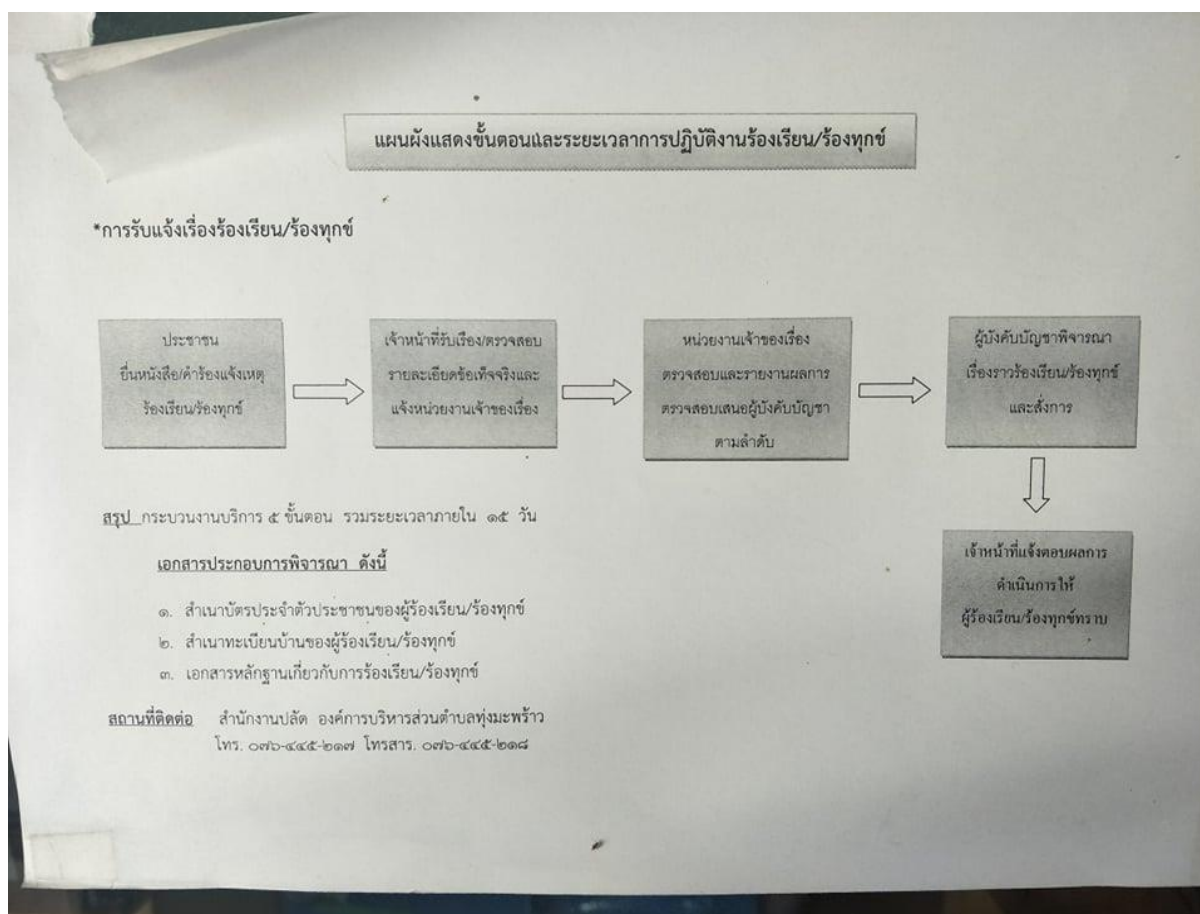 แผนผังแสดงขั้นตอนและระยะเวลาการปฏิบัติงานร้องเรียน/ร้องทุกข์
*การรับแจ้งเรื่องร้องเรียน/ร้องทุกข์
ประชาชน
ยื่นหนังสือ/คำร้องแจ้งเหตุ
ร้องเรียน/ร้องทุกข์
เจ้าหน้าที่รับเรื่อง/ตรวจสอบ
รายละเอียดข้อเท็จจริงและ
แจ้งหน่วยงานเจ้าของเรื่อง
หน่วยงานเจ้าของเรื่อง
ตรวจสอบและรายงานผลการ
ตรวจสอบเสนอผู้บังคับบัญชา
ตามลำดับ
ผู้บังคับบัญชาพิจารณา
เรื่องราวร้องเรียน/ร้องทุกข์
และสั่งการ
เจ้าหน้าที่แจ้งตอบผลการ
ดำเนินการให้
ผู้ร้องเรียน/ร้องทุกข์ทราบ
สรุป กระบวนงานบริการ ๕ ขั้นตอน รวมระยะเวลาภายใน ๑๕ วัน
เอกสารประกอบการพิจารณา ดังนี้
๑. สำเนาบัตรประจำตัวประชาชนของผู้ร้องเรียน/ร้องทุกข์
๒. สำเนาทะเบียนบ้านของผู้ร้องเรียน/ร้องทุกข์
๓. เอกสารหลักฐานเกี่ยวกับการร้องเรียน/ร้องทุกข์
สถานที่ติดต่อ สำนักงานปลัด องค์การบริหารส่วนตำบลทุ่งมะพร้าว
โทร. ๐๗๖-๔๔๕-๒๑๗ โทรสาร. ๐๗๖-๔๔๕-๒๑๘